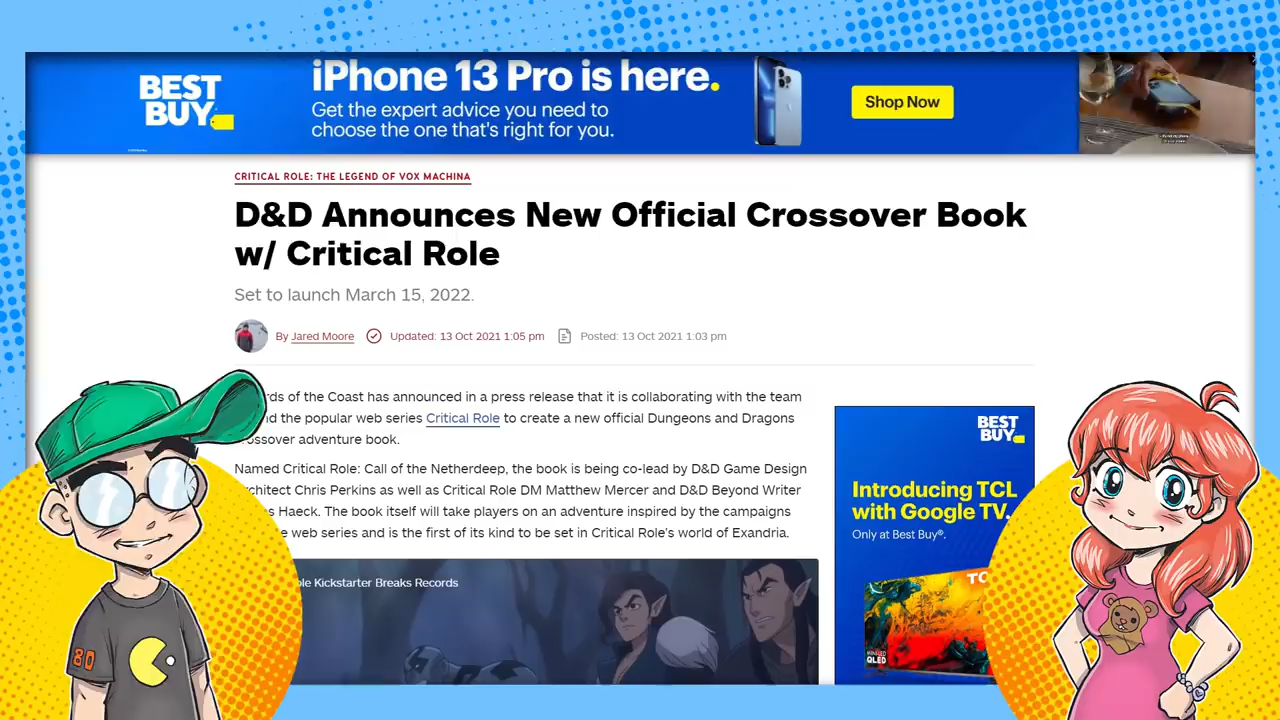 BEST
BUY
iPhone 13 Pro is here.
Get the expert advice you need to
choose the one that's right for you.
Shop Now
CRITICAL ROLE: THE LEGEND OF VOX MACHINA
D&D Announces New Official Crossover Book
w/ Critical Role
Set to launch March 15, 2022.
By Jared Moore
Updated: 13 Oct 2021 1:05 pm
Posted: 13 Oct 2021 1:03 pm
rds of the Coast has announced in a press release that it is collaborating with the team
d the popular web series Critical Role to create a new official Dungeons and Dragons
ossover adventure book.
Named Critical Role: Call of the Netherdeep, the book is being co-lead by D&D Game Design
rchitect Chris Perkins as well as Critical Role DM Matthew Mercer and D&D Beyond Writer
s Haeck. The book itself will take players on an adventure inspired by the campaigns
e web series and is the first of its kind to be set in Critical Role's world of Exandria.
ble Kickstarter Breaks Records
BEST
BUY
Introducing TCL
with Google TV.
Only at Best Buy®.
TC
QLED
80